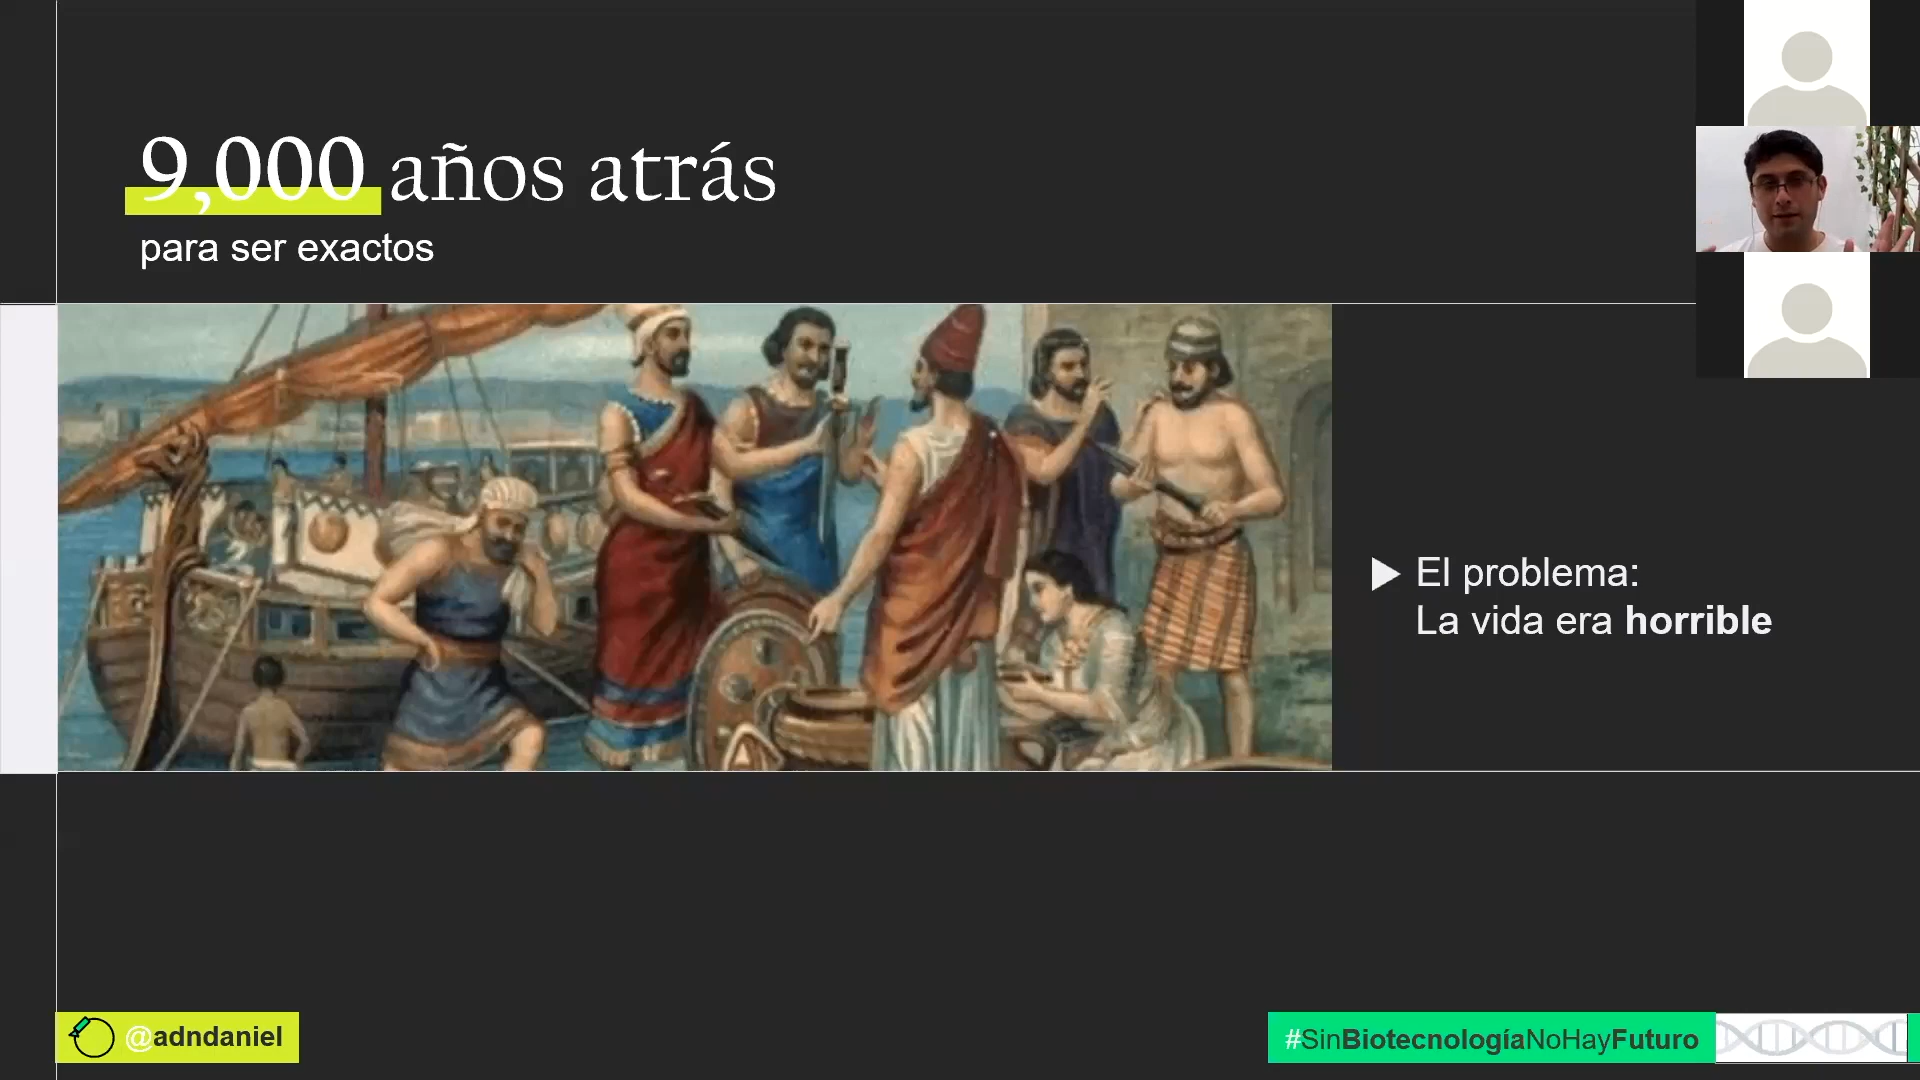 9,000 años atrás
para ser exactos
El problema:
La vida era horrible
@adndaniel
#SinBiotecnologíaNoHayFuturo